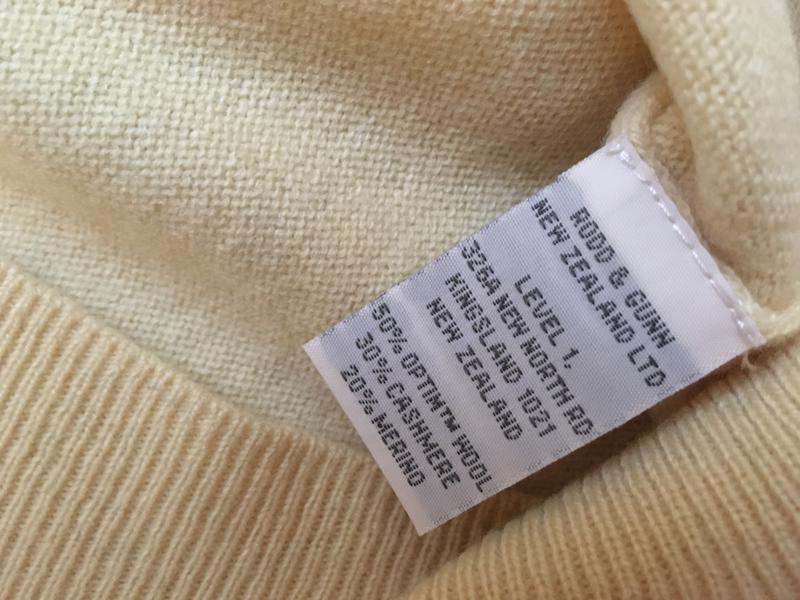 RODD & GUNN
NEW ZEALAND LTD
LEVEL 1,
326A NEW NORTH RD
KINGSLAND 1021
NEW ZEALAND
50% OPTIM™ WOOL
30% CASHMERE
20% MERINO